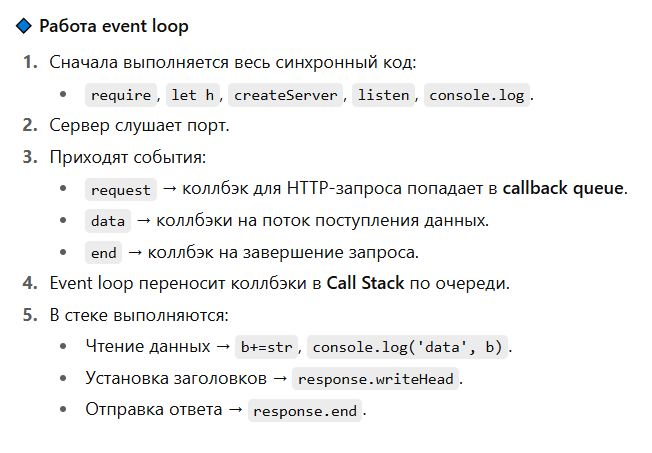 🔹 Работа event loop
1. Сначала выполняется весь синхронный код:
• require, let h, createServer, listen, console.log.
2. Сервер слушает порт.
3. Приходят события:
• request → коллбэк для HTTP-запроса попадает в callback queue.
• data → коллбэки на поток поступления данных.
• end → коллбэк на завершение запроса.
4. Event loop переносит коллбэки в Call Stack по очереди.
5. В стеке выполняются:
• Чтение данных → b+=str, console.log('data', b).
• Установка заголовков → response.writeHead.
• Отправка ответа → response.end.